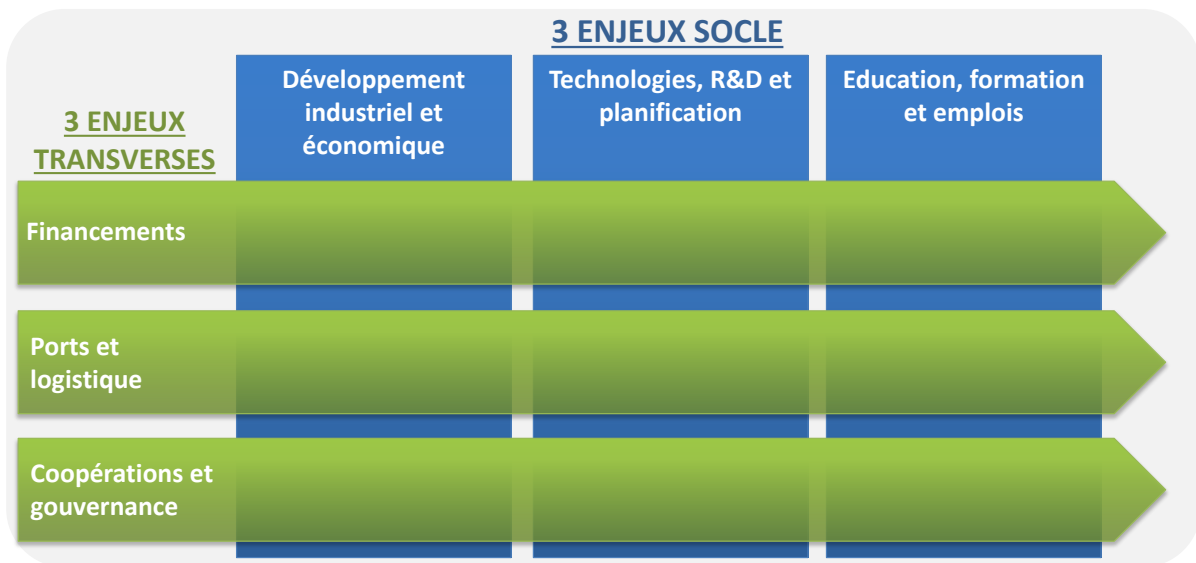 3 ENJEUX SOCLE
Développement
industriel et
économique
Technologies, R&D et
planification
Education, formation
et emplois
3 ENJEUX
TRANSVERSES
Financements
Ports et
logistique
Coopérations et
gouvernance